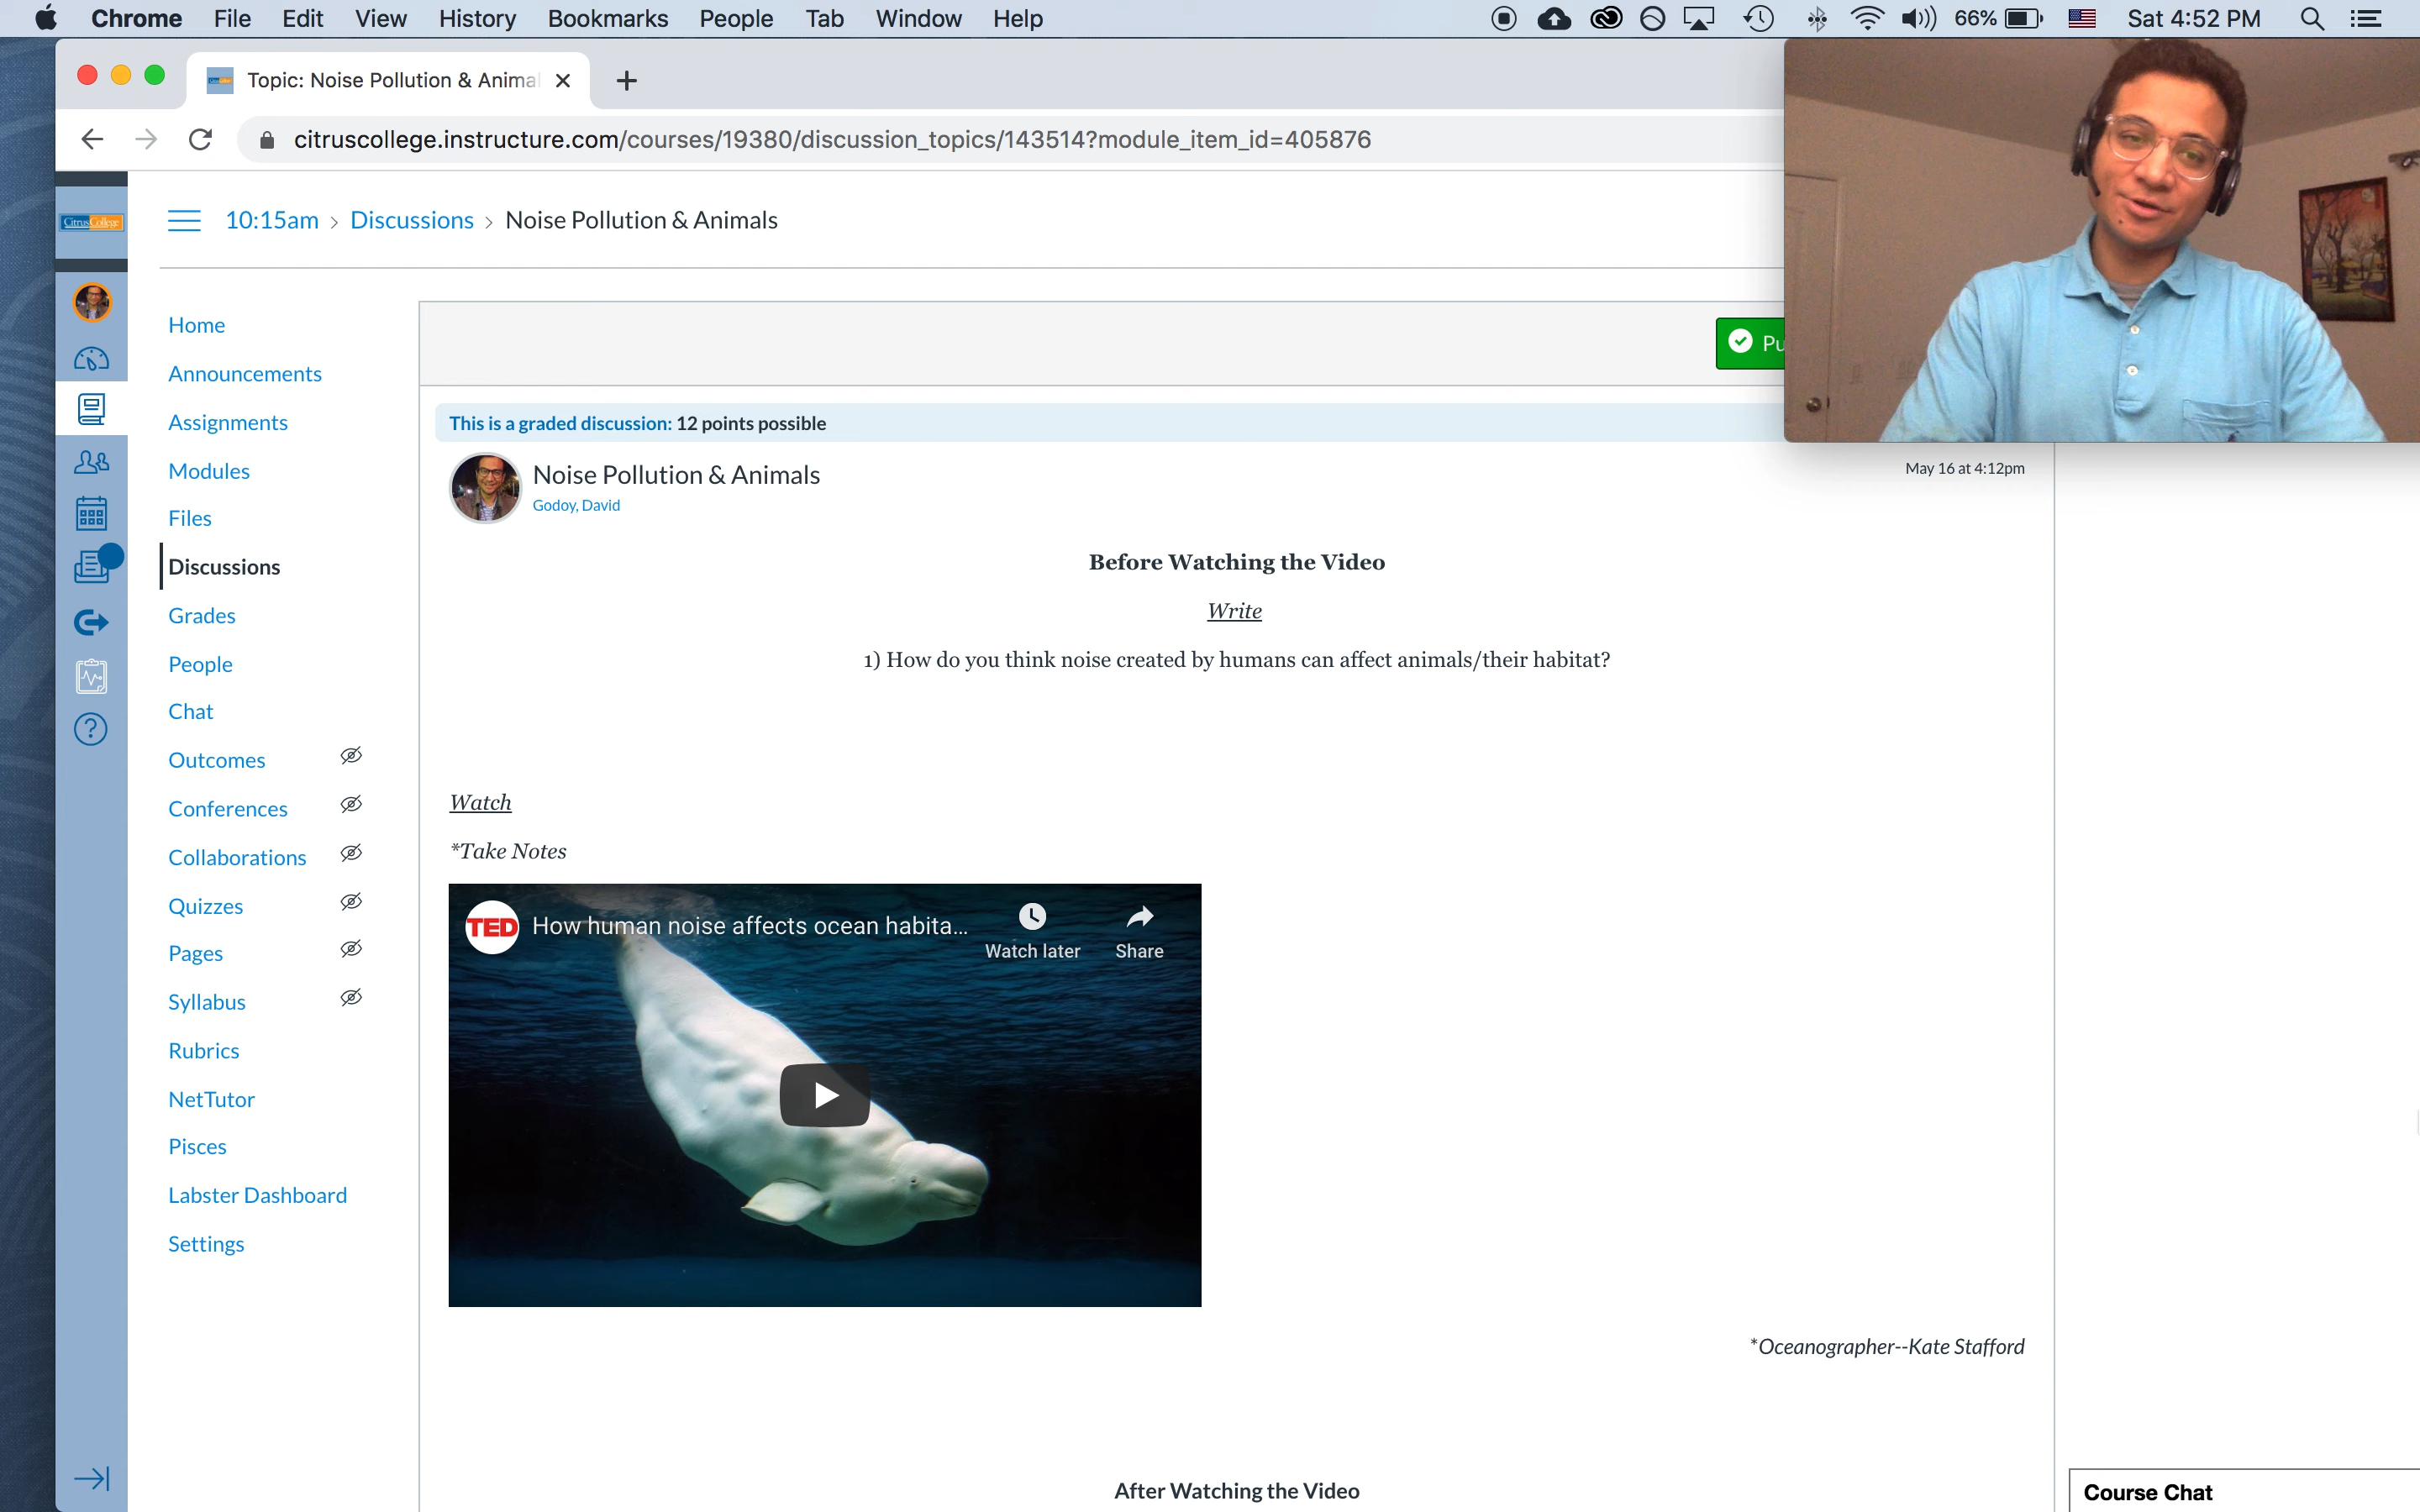 Chrome File Edit View History Bookmarks People Tab Window Help 66% Sat 4:52 PM
Topic: Noise Pollution & Anima
citruscollege.instructure.com/courses/19380/discussion_topics/143514?module_item_id=405876
CitrusCollege
10:15am > Discussions > Noise Pollution & Animals
Home
Announcements
Assignments
Modules
Files
Discussions
Grades
People
Chat
Outcomes
Conferences
Collaborations
Quizzes
Pages
Syllabus
Rubrics
NetTutor
Pisces
Labster Dashboard
Settings
Pu
This is a graded discussion: 12 points possible
Noise Pollution & Animals
Godoy, David
May 16 at 4:12pm
Before Watching the Video
Write
1) How do you think noise created by humans can affect animals/their habitat?
Watch
*Take Notes
TED How human noise affects ocean habita...
Watch later
Share
*Oceanographer--Kate Stafford
After Watching the Video
Course Chat